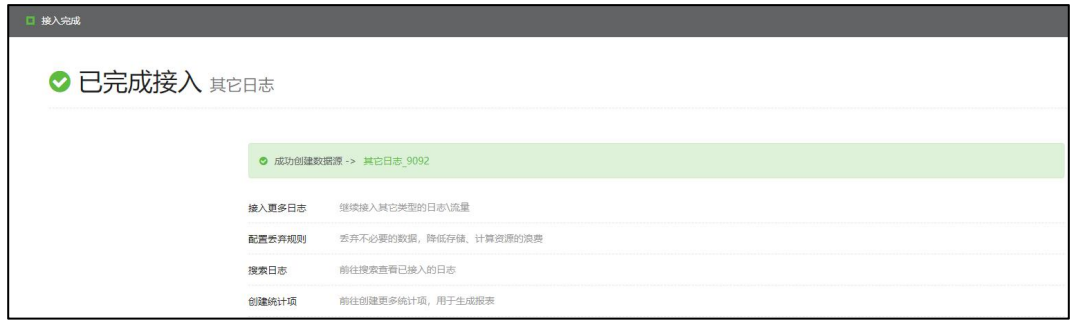 接入完成
已完成接入 其它日志
成功创建数据源 -> 其它日志_9092
接入更多日志 继续接入其它类型的日志\流量
配置丢弃规则 丢弃不必要的数据，降低存储、计算资源的浪费
搜索日志 前往搜索查看已接入的日志
创建统计项 前往创建更多统计项，用于生成报表